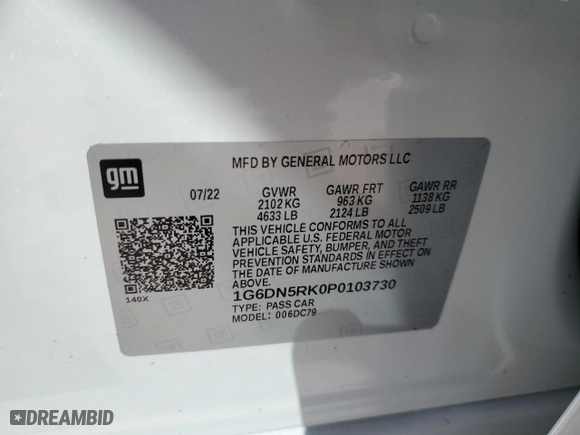 gm
MFD BY GENERAL MOTORS LLC
07/22 GVWR GAWR FRT GAWR RR
2102 KG 963 KG 1138 KG
4633 LB 2124 LB 2509 LB
THIS VEHICLE CONFORMS TO ALL
APPLICABLE U.S. FEDERAL MOTOR
VEHICLE SAFETY, BUMPER, AND THEFT
PREVENTION STANDARDS IN EFFECT ON
THE DATE OF MANUFACTURE SHOWN
ABOVE.
1G6DN5RK0P0103730
TYPE: PASS CAR
MODEL: 006DC79
140X
DREAMBID